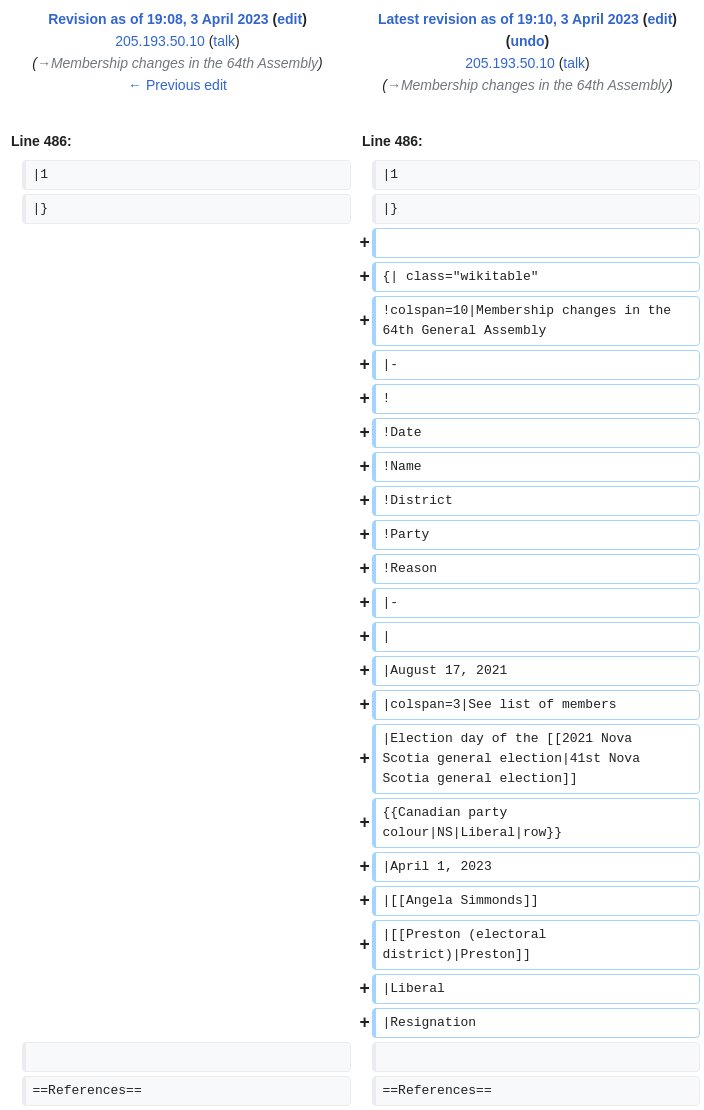 Revision as of 19:08, 3 April 2023 (edit)
205.193.50.10 (talk)
(→Membership changes in the 64th Assembly)
← Previous edit
Latest revision as of 19:10, 3 April 2023 (edit)
(undo)
205.193.50.10 (talk)
(→Membership changes in the 64th Assembly)
Line 486:
Line 486:
|1
|1
|}
|}
+
+ {| class="wikitable"
+ !colspan=10|Membership changes in the
64th General Assembly
+ |-
+ !
+ !Date
+ !Name
+ !District
+ !Party
+ !Reason
+ |-
+ |
+ |August 17, 2021
+ |colspan=3|See list of members
+ |Election day of the [[2021 Nova
Scotia general election|41st Nova
Scotia general election]]
+ {{Canadian party
colour|NS|Liberal|row}}
+ |April 1, 2023
+ |[[Angela Simmonds]]
+ |[[Preston (electoral
district)|Preston]]
+ |Liberal
+ |Resignation
==References==
==References==